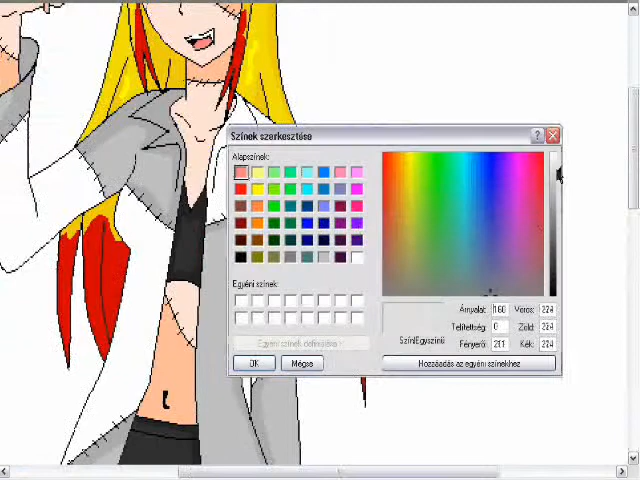 Színek szerkesztése
Alapszínek:
Egyéni színek:
Egyéni színek definiálása >>
OK
Mégse
Szín|Egyszínű
Árnyalat: 160
Vörös: 224
Telítettség: 0
Zöld: 224
Fényerő: 211
Kék: 224
Hozzáadás az egyéni színekhez